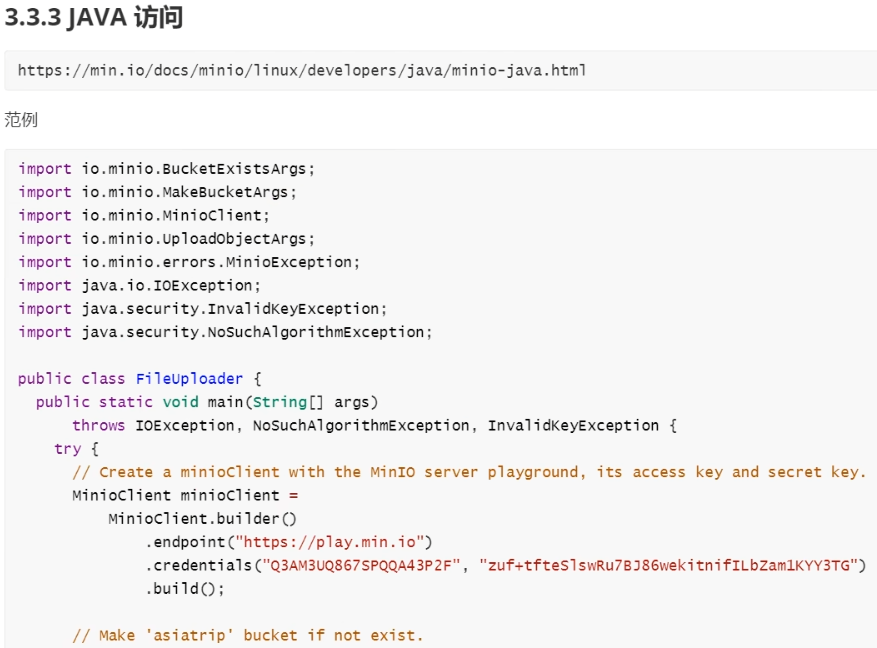 3.3.3 JAVA 访问
https://min.io/docs/minio/linux/developers/java/minio-java.html
范例
import io.minio.BucketExistsArgs;
import io.minio.MakeBucketArgs;
import io.minio.MinioClient;
import io.minio.UploadObjectArgs;
import io.minio.errors.MinioException;
import java.io.IOException;
import java.security.InvalidKeyException;
import java.security.NoSuchAlgorithmException;

public class FileUploader {
  public static void main(String[] args)
      throws IOException, NoSuchAlgorithmException, InvalidKeyException {
    try {
      // Create a minioClient with the MinIO server playground, its access key and secret key.
      MinioClient minioClient =
          MinioClient.builder()
              .endpoint("https://play.min.io")
              .credentials("Q3AM3UQ867SPQQA43P2F", "zuf+tfteSlswRu7BJ86wekitnifILbZam1KYY3TG")
              .build();

      // Make 'asiatrip' bucket if not exist.